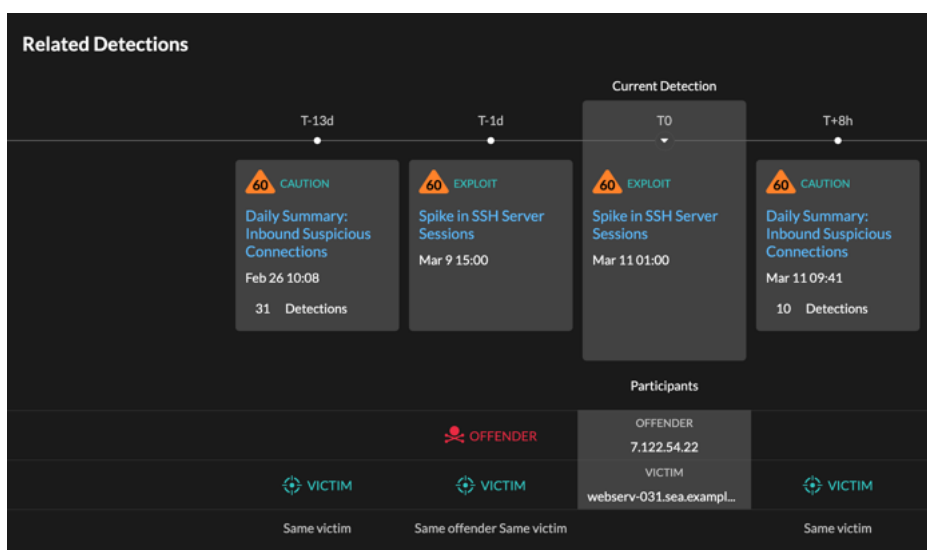 Related Detections
Current Detection
T-13d
T-1d
T0
T+8h
60 CAUTION
Daily Summary:
Inbound Suspicious
Connections
Feb 26 10:08
31 Detections
60 EXPLOIT
Spike in SSH Server
Sessions
Mar 9 15:00
60 EXPLOIT
Spike in SSH Server
Sessions
Mar 11 01:00
60 CAUTION
Daily Summary:
Inbound Suspicious
Connections
Mar 11 09:41
10 Detections
Participants
OFFENDER
OFFENDER
7.122.54.22
VICTIM
VICTIM
VICTIM
webserv-031.sea.exampl...
VICTIM
Same victim
Same offender Same victim
Same victim